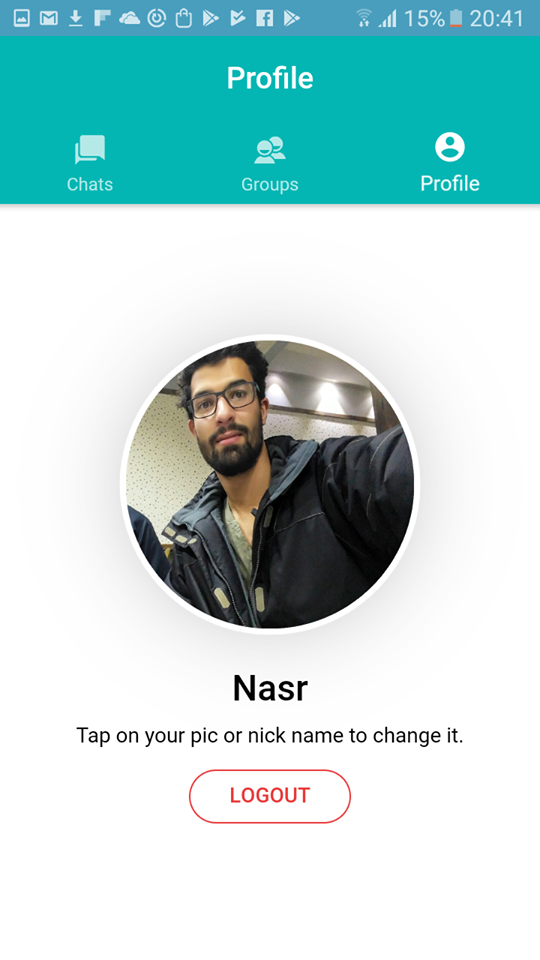 15% 20:41
Profile
Chats Groups Profile
Nasr
Tap on your pic or nick name to change it.
LOGOUT